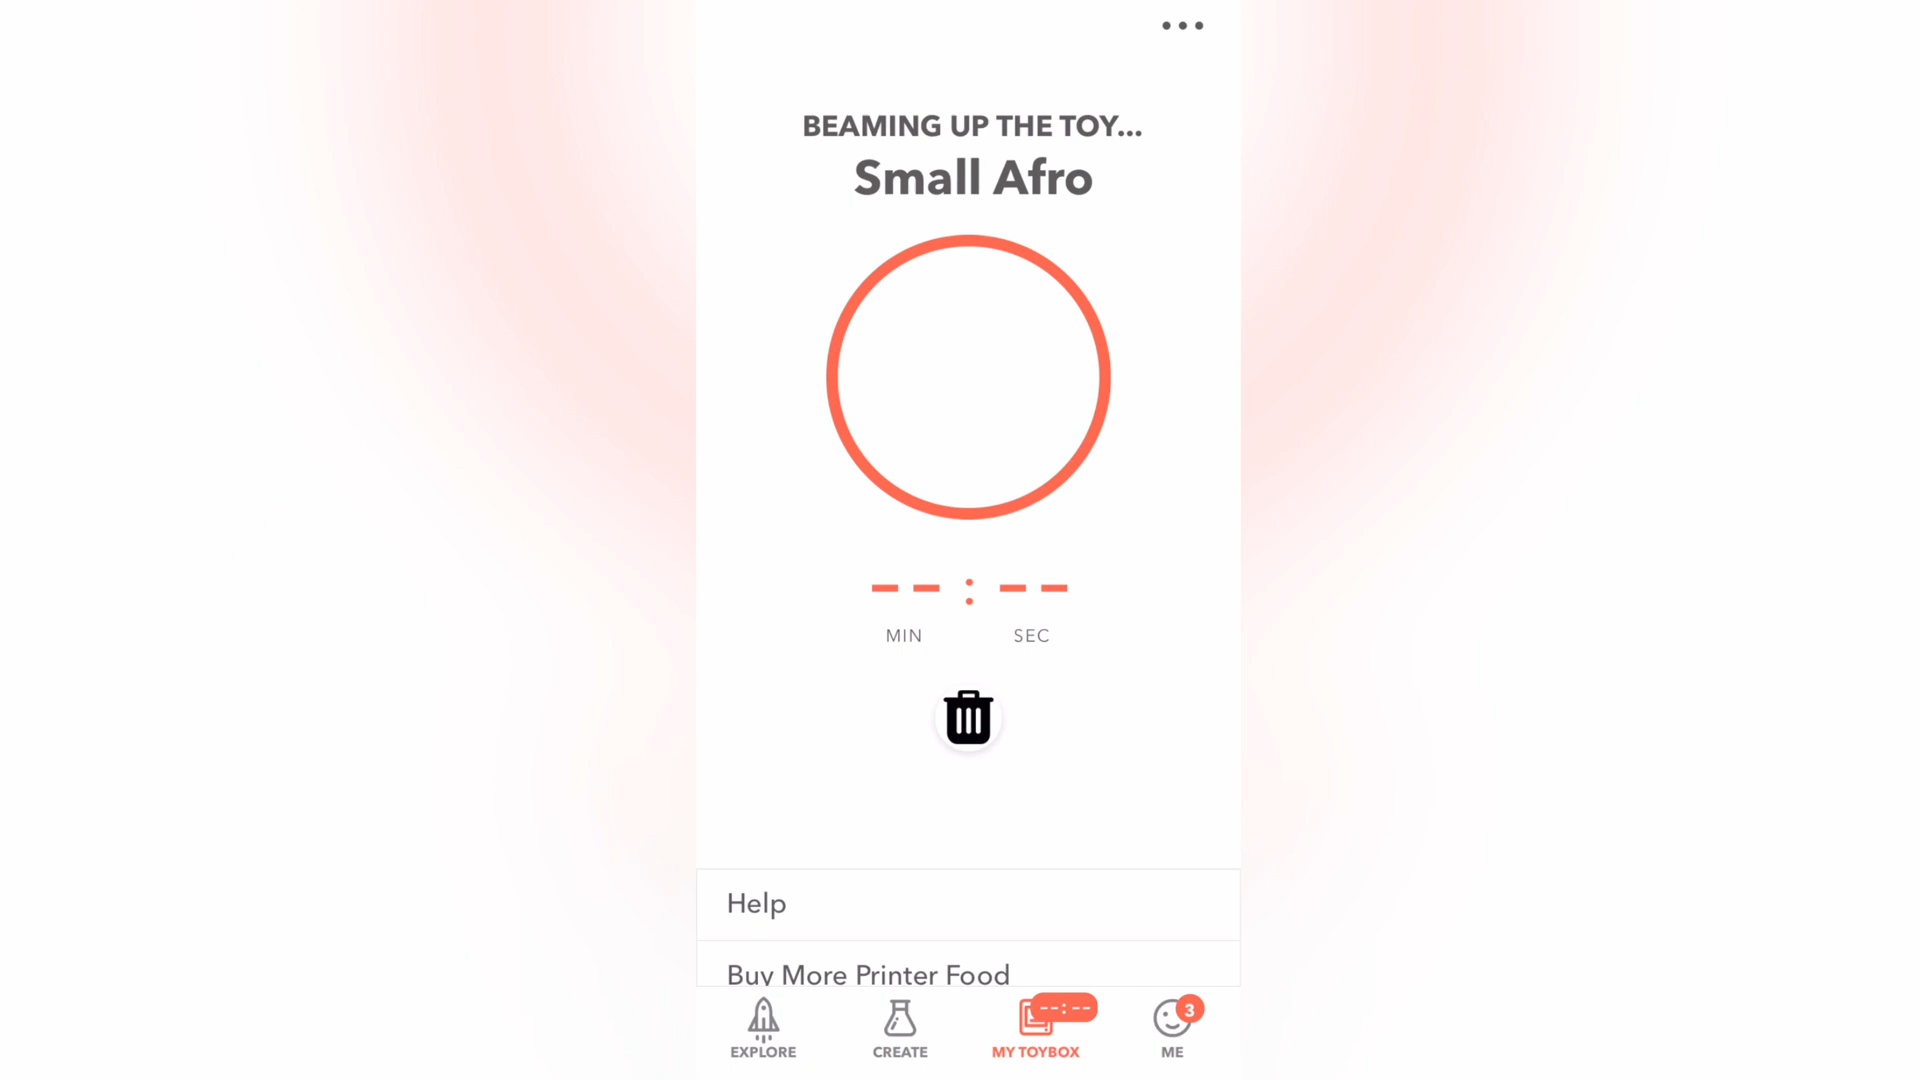 BEAMING UP THE TOY...
Small Afro
-- : --
MIN SEC
Help
Buy More Printer Food
--:-- 3
EXPLORE CREATE MY TOYBOX ME